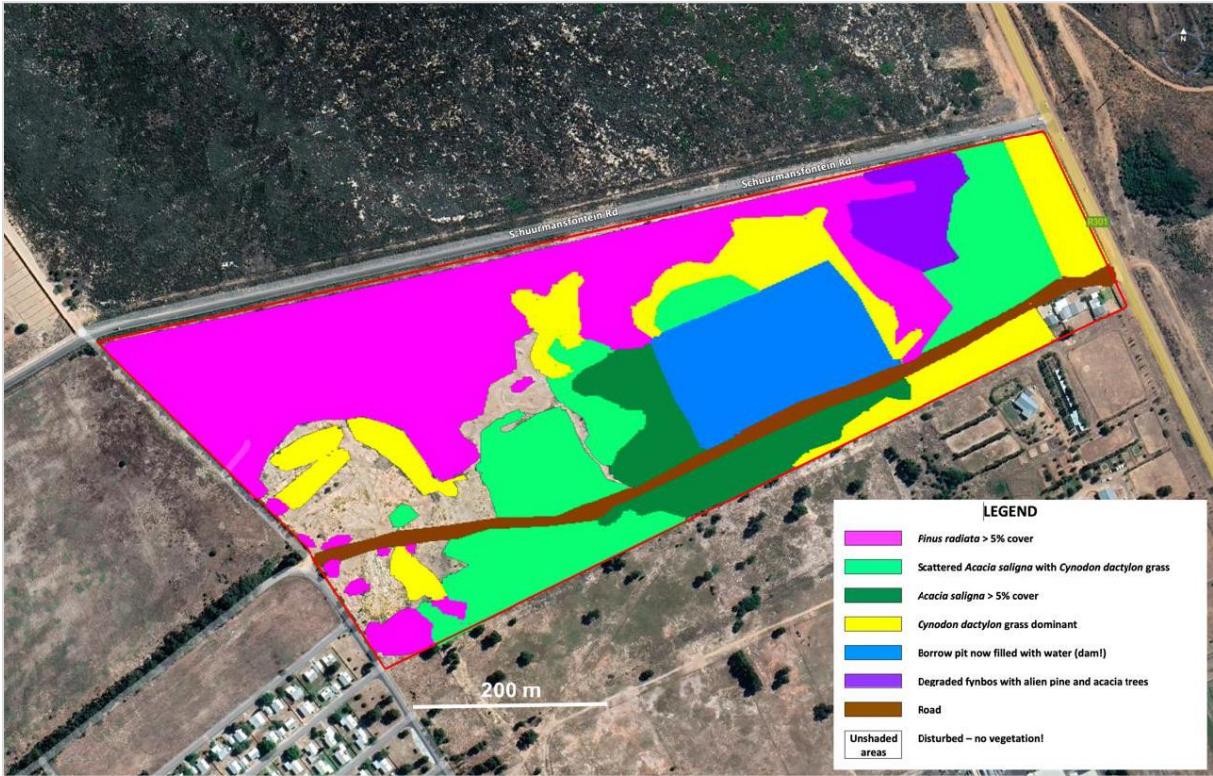 N
Schuurmansfontein Rd
Schuurmansfontein Rd
R301
200 m
LEGEND
Pinus radiata > 5% cover
Scattered Acacia saligna with Cynodon dactylon grass
Acacia saligna > 5% cover
Cynodon dactylon grass dominant
Borrow pit now filled with water (dam!)
Degraded fynbos with alien pine and acacia trees
Road
Unshaded areas
Disturbed – no vegetation!